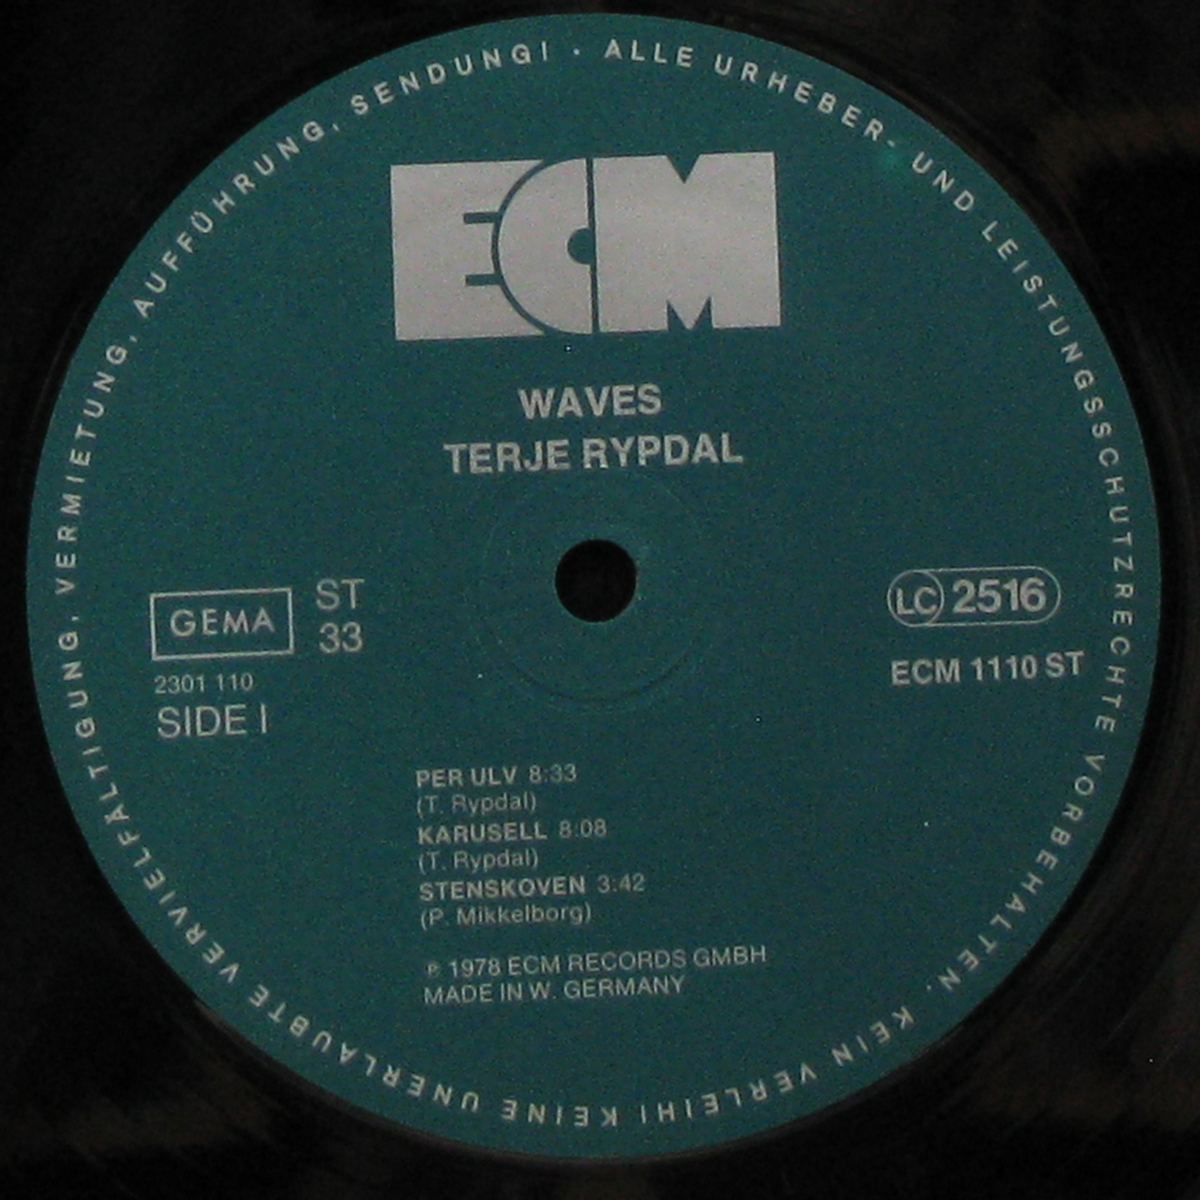 ALLE URHEBER- UND LEISTUNGSSCHUTZRECHTE VORBEHALTEN. KEIN VERLEIH! KEINE UNERLAUBTE VERVIELFÄLTIGUNG, VERMIETUNG, AUFFÜHRUNG, SENDUNG! ·
ECM
WAVES
TERJE RYPDAL
GEMA
ST
33
2301 110
SIDE I
LC 2516
ECM 1110 ST
PER ULV 8:33
(T. Rypdal)
KARUSELL 8:08
(T. Rypdal)
STENSKOVEN 3:42
(P. Mikkelborg)
℗ 1978 ECM RECORDS GMBH
MADE IN W. GERMANY